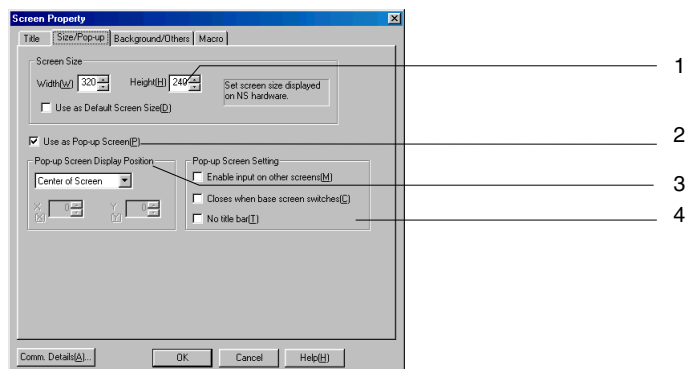 Screen Property
Title Size/Pop-up Background/Others Macro
Screen Size
Width(W) 320 Height(H) 240
Set screen size displayed
on NS hardware.
Use as Default Screen Size(D)
Use as Pop-up Screen(P)
Pop-up Screen Display Position
Center of Screen
X
(X) 0 Y
(Y) 0
Pop-up Screen Setting
Enable input on other screens(M)
Closes when base screen switches(C)
No title bar(T)
Comm. Details(A)... OK Cancel Help(H)
1
2
3
4